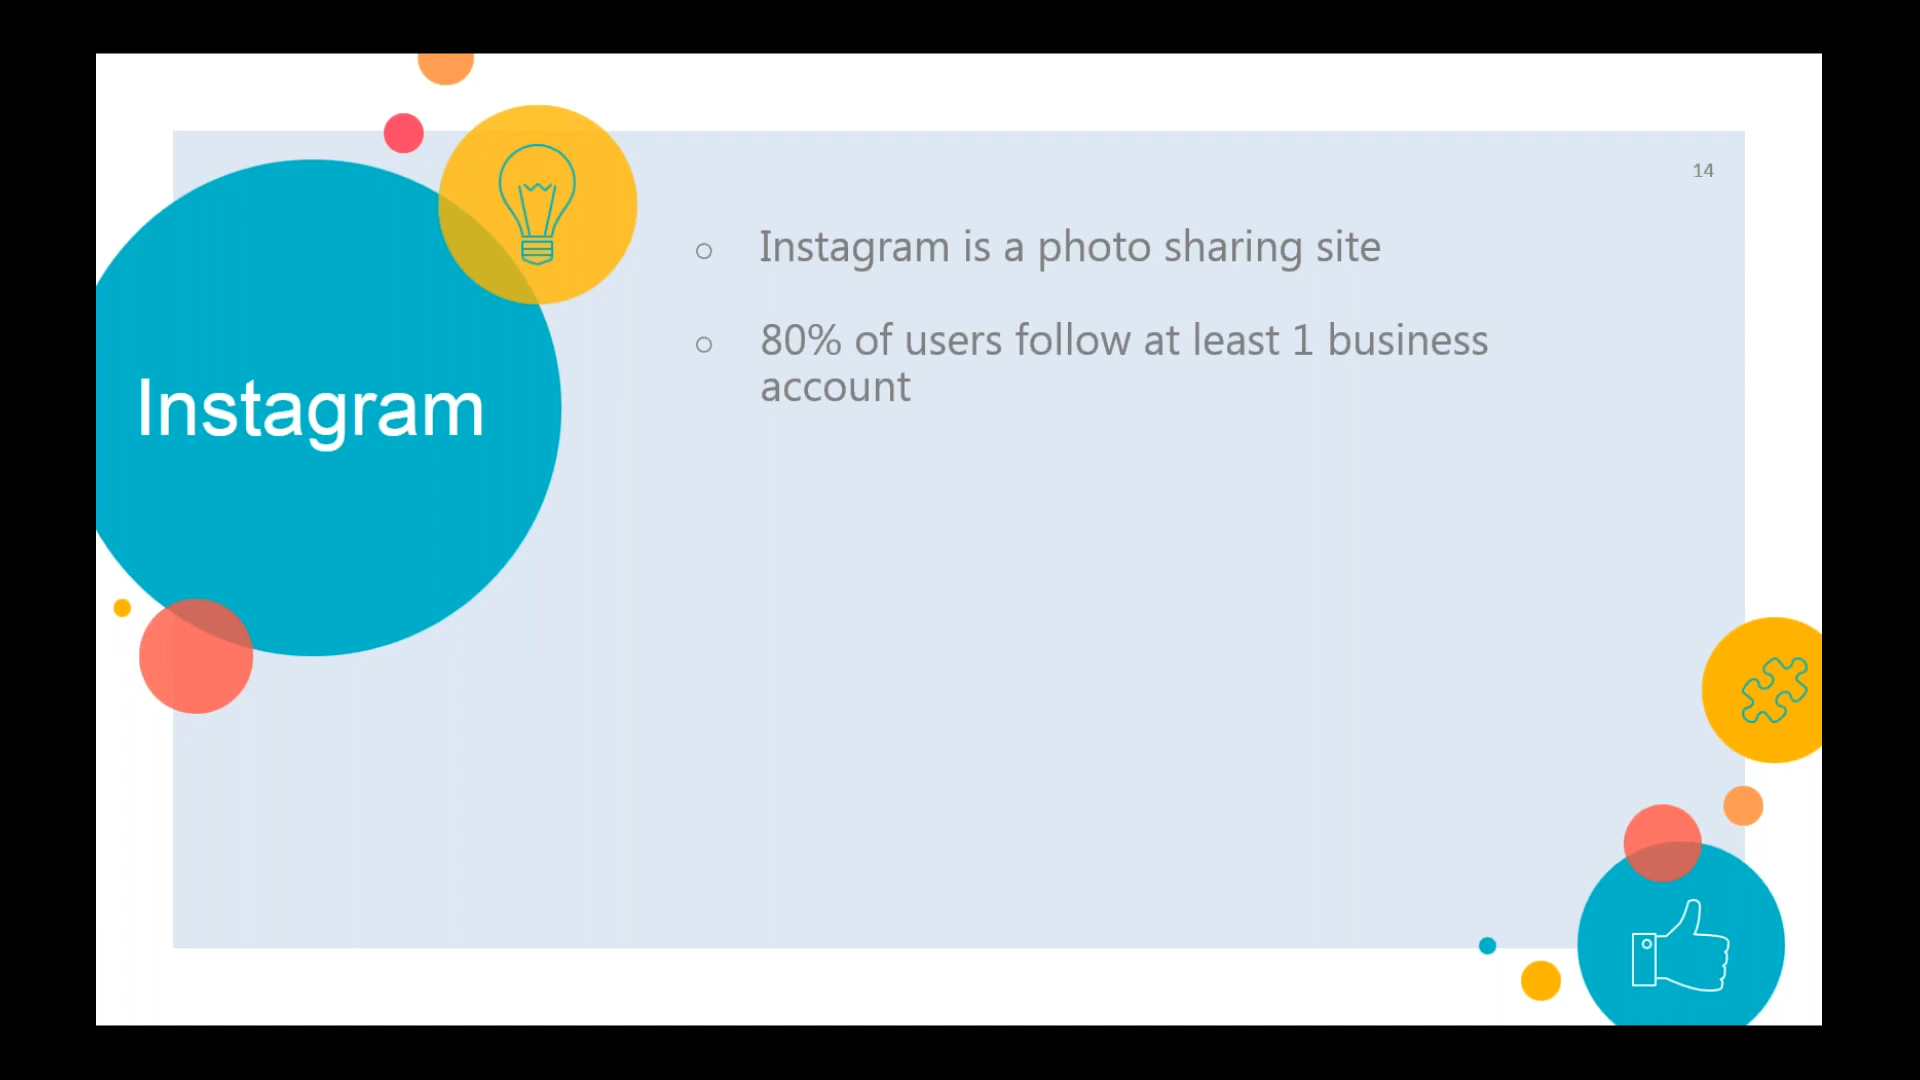 14
Instagram
○ Instagram is a photo sharing site
○ 80% of users follow at least 1 business
account